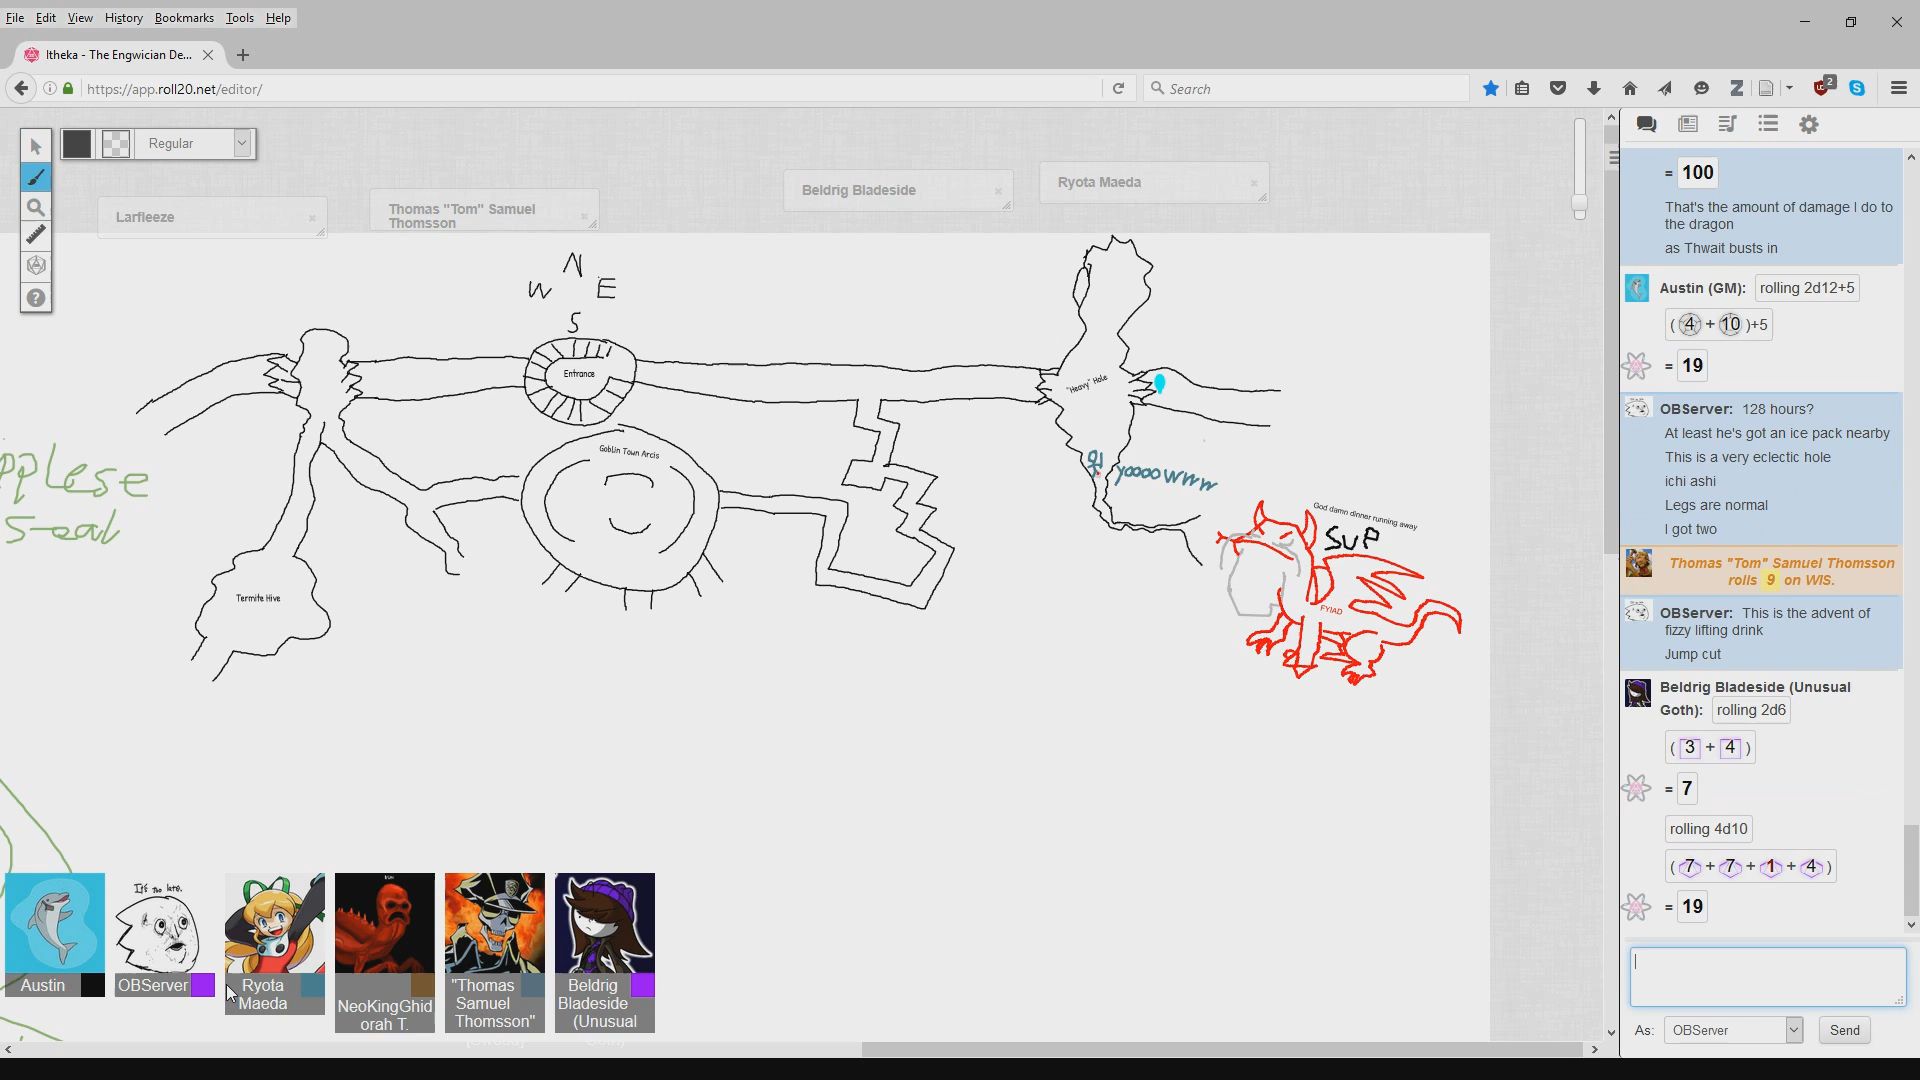 File Edit View History Bookmarks Tools Help
Itheka - The Engwician De...
https://app.roll20.net/editor/
Search
2
Regular
Larfleeze
Thomas "Tom" Samuel
Thomsson
Beldrig Bladeside
Ryota Maeda
N
W E
S
Entrance
"Heavy" Hole
Goblin Town Arcis
yoooowww
pplese
God damn dinner running away
SUP
FYIAD
Termite Hive
It's too late.
RUN
Austin
OBServer
Ryota
Maeda
NeoKingGhid
orah T.
"Thomas
Samuel
Thomsson"
Beldrig
Bladeside
(Unusual
= 100
That's the amount of damage I do to
the dragon
as Thwait busts in
Austin (GM): rolling 2d12+5
(4 + 10)+5
= 19
OBServer: 128 hours?
At least he's got an ice pack nearby
This is a very eclectic hole
ichi ashi
Legs are normal
I got two
Thomas "Tom" Samuel Thomsson
rolls 9 on WIS.
OBServer: This is the advent of
fizzy lifting drink
Jump cut
Beldrig Bladeside (Unusual
Goth): rolling 2d6
(3 + 4)
= 7
rolling 4d10
(7+7+1+4)
= 19
As: OBServer Send